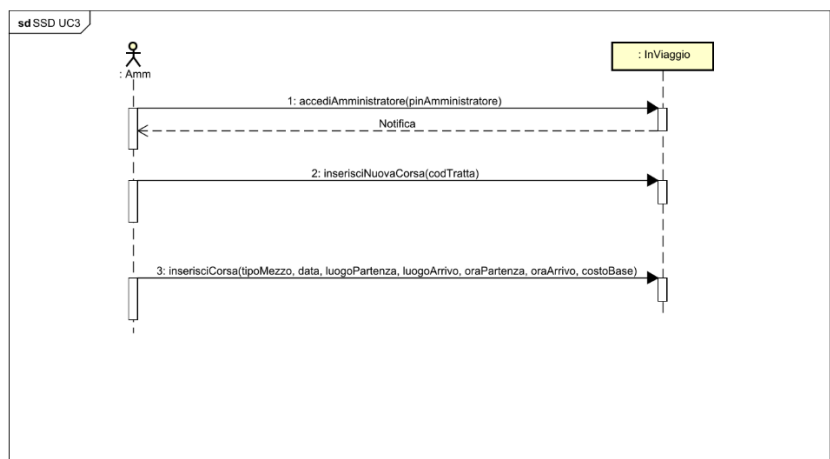 sd SSD UC3
: Amm
: InViaggio
1: accediAmministratore(pinAmministratore)
Notifica
2: inserisciNuovaCorsa(codTratta)
3: inserisciCorsa(tipoMezzo, data, luogoPartenza, luogoArrivo, oraPartenza, oraArrivo, costoBase)